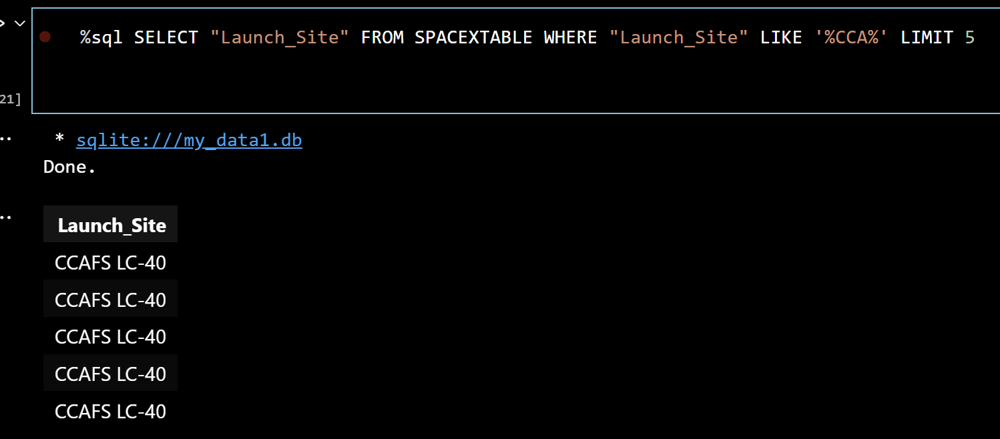 %sql SELECT "Launch_Site" FROM SPACEXTABLE WHERE "Launch_Site" LIKE '%CCA%' LIMIT 5
21]
* sqlite:///my_data1.db
Done.
Launch_Site
CCAFS LC-40
CCAFS LC-40
CCAFS LC-40
CCAFS LC-40
CCAFS LC-40